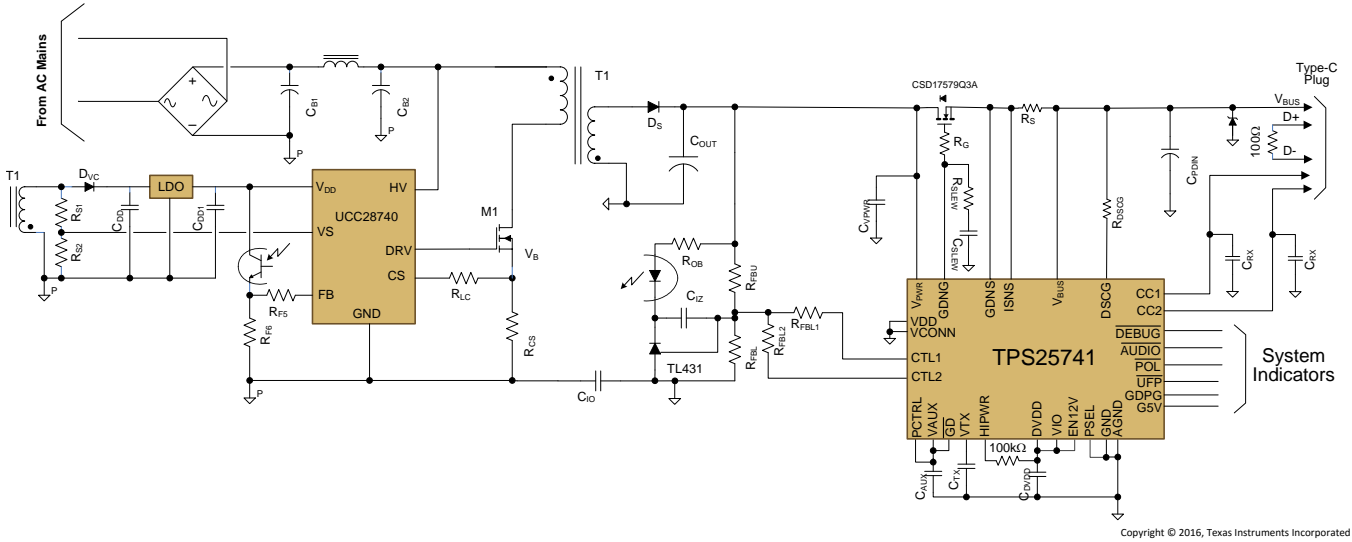 From AC Mains
+
−
CB1
CB2
P
P
T1
DS
COUT
CSD17579Q3A
RG
RS
RSLEW
CSLEW
CVPWR
RDSCG
CPDIN
Type-C
Plug
VBUS
D+
100Ω
D-
CRX
CRX
T1
DVC
LDO
RS1
RS2
CDD
CDD1
P
VDD
HV
UCC28740
VS
DRV
CS
FB
GND
M1
VB
RLC
RCS
RF5
RF6
P
CIO
ROB
CIZ
TL431
RFBU
RFBL
RFBL2
RFBL1
VPWR
GDNG
GDNS
ISNS
VBUS
DSCG
CC1
CC2
VDD
VCONN
CTL1
CTL2
TPS25741
DEBUG
AUDIO
POL
UFP
GDPG
G5V
System
Indicators
PCTRL
VAUX
GD
VTX
HIPWR
DVDD
VIO
EN12V
PSEL
GND
AGND
100kΩ
CAUX
CTX
CDVDD
Copyright © 2016, Texas Instruments Incorporated